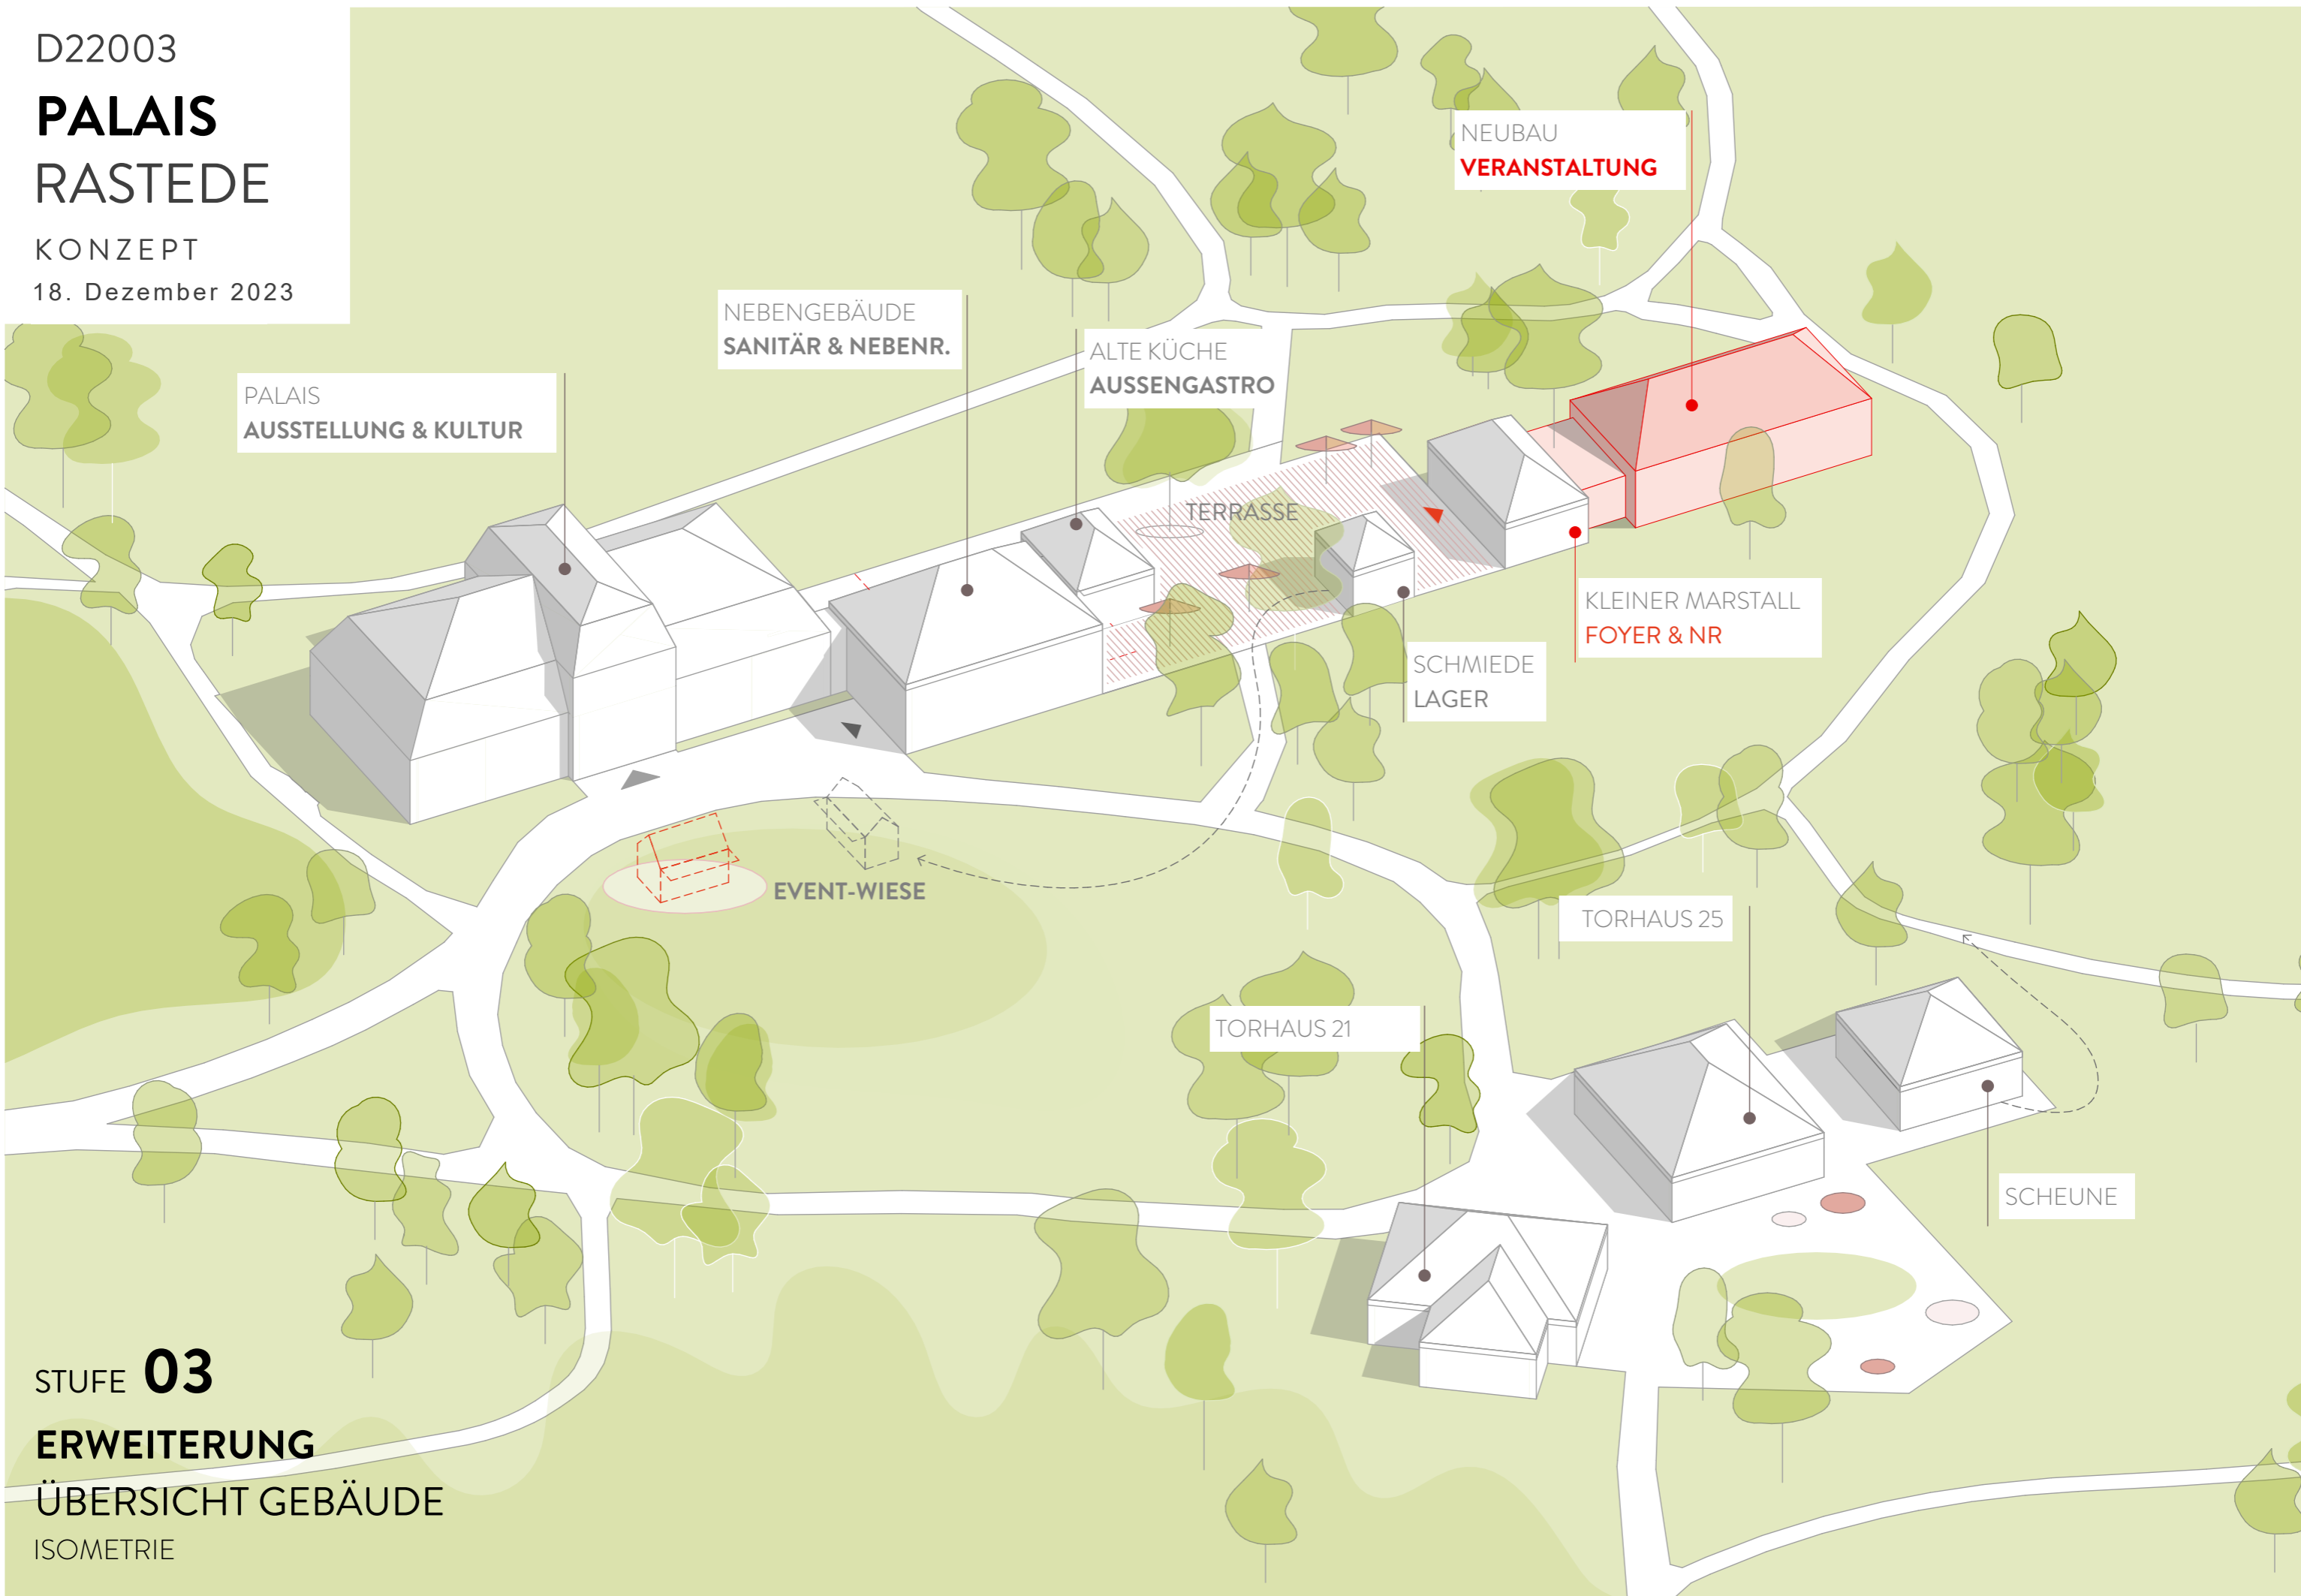 D22003
PALAIS
RASTEDE
KONZEPT
18. Dezember 2023
NEUBAU
VERANSTALTUNG
NEBENGEBÄUDE
SANITÄR & NEBENR.
ALTE KÜCHE
AUSSENGASTRO
PALAIS
AUSSTELLUNG & KULTUR
TERRASSE
KLEINER MARSTALL
FOYER & NR
SCHMIEDE
LAGER
EVENT-WIESE
TORHAUS 25
TORHAUS 21
SCHEUNE
STUFE 03
ERWEITERUNG
ÜBERSICHT GEBÄUDE
ISOMETRIE